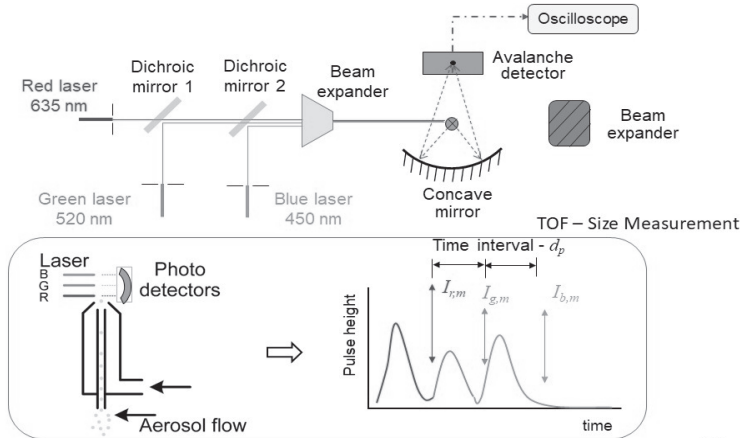 Oscilloscope
Avalanche
detector
Dichroic
mirror 1
Dichroic
mirror 2
Beam
expander
Red laser
635 nm
Beam
expander
Green laser
520 nm
Blue laser
450 nm
Concave
mirror
TOF – Size Measurement
Time interval - dp
Laser
B
G
R
Photo
detectors
Aerosol flow
Pulse height
Ir,m
Ig,m
Ib,m
time